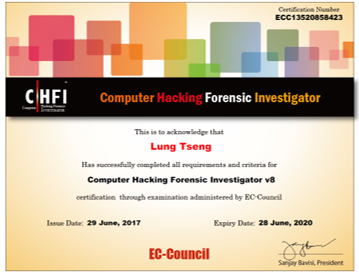 Certification Number
ECC13520858423
CHFI
Computer
Hacking Forensic
INVESTIGATOR
Computer Hacking Forensic Investigator
This is to acknowledge that
Lung Tseng
Has successfully completed all requirements and criteria for
Computer Hacking Forensic Investigator v8
certification through examination administered by EC-Council
Issue Date: 29 June, 2017
Expiry Date: 28 June, 2020
EC-Council
Sanjay Bavisi, President